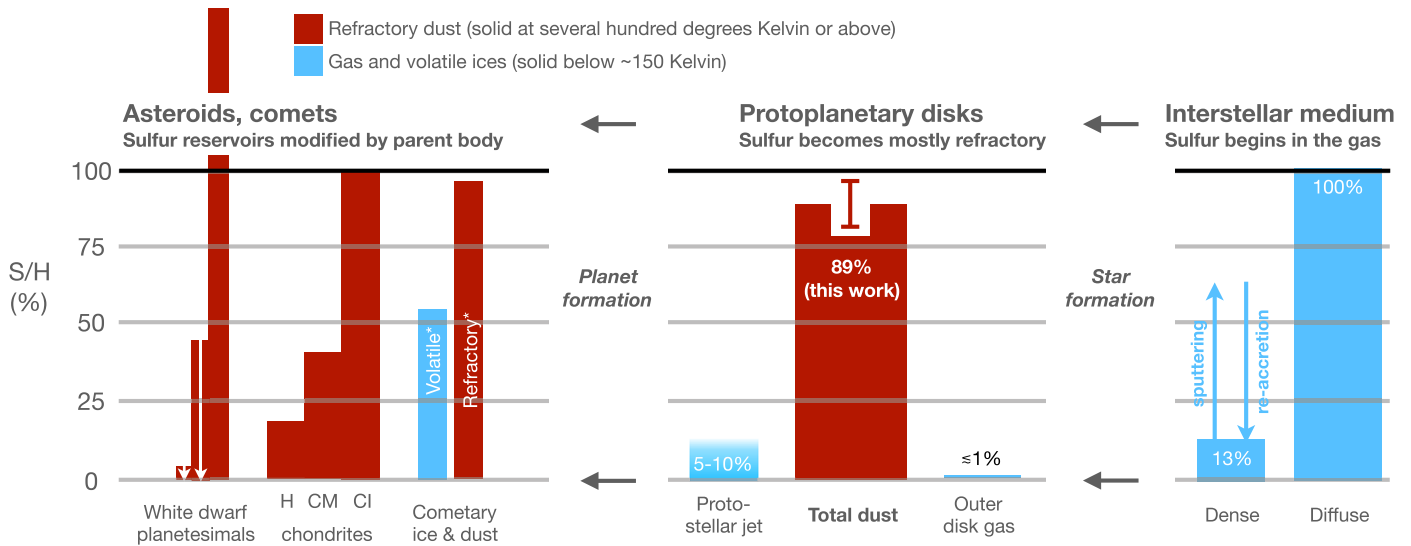 Refractory dust (solid at several hundred degrees Kelvin or above)
Gas and volatile ices (solid below ~150 Kelvin)
Asteroids, comets
Sulfur reservoirs modified by parent body
Protoplanetary disks
Sulfur becomes mostly refractory
Interstellar medium
Sulfur begins in the gas
S/H
(%)
100
75
50
25
0
Volatile*
Refractory*
White dwarf
planetesimals
H CM CI
chondrites
Cometary
ice & dust
Planet
formation
89%
(this work)
5-10%
≲1%
Proto-
stellar jet
Total dust
Outer
disk gas
Star
formation
100%
sputtering
re-accretion
13%
Dense
Diffuse